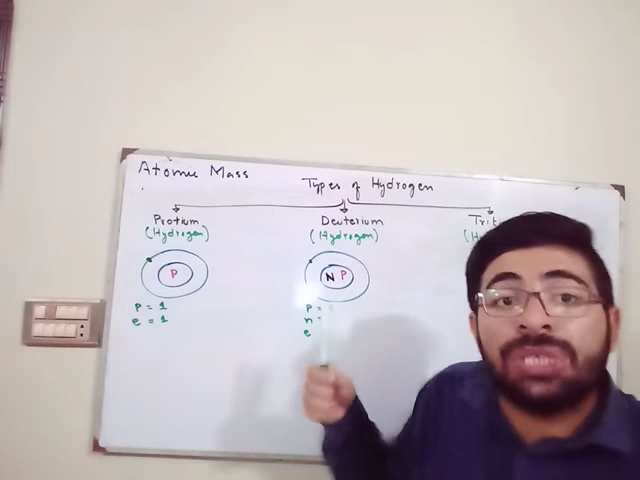 Atomic Mass
Types of Hydrogen
Protium
(Hydrogen)
Deuterium
(Hydrogen)
P
N P
P = 1
e = 1
P =
n =
e